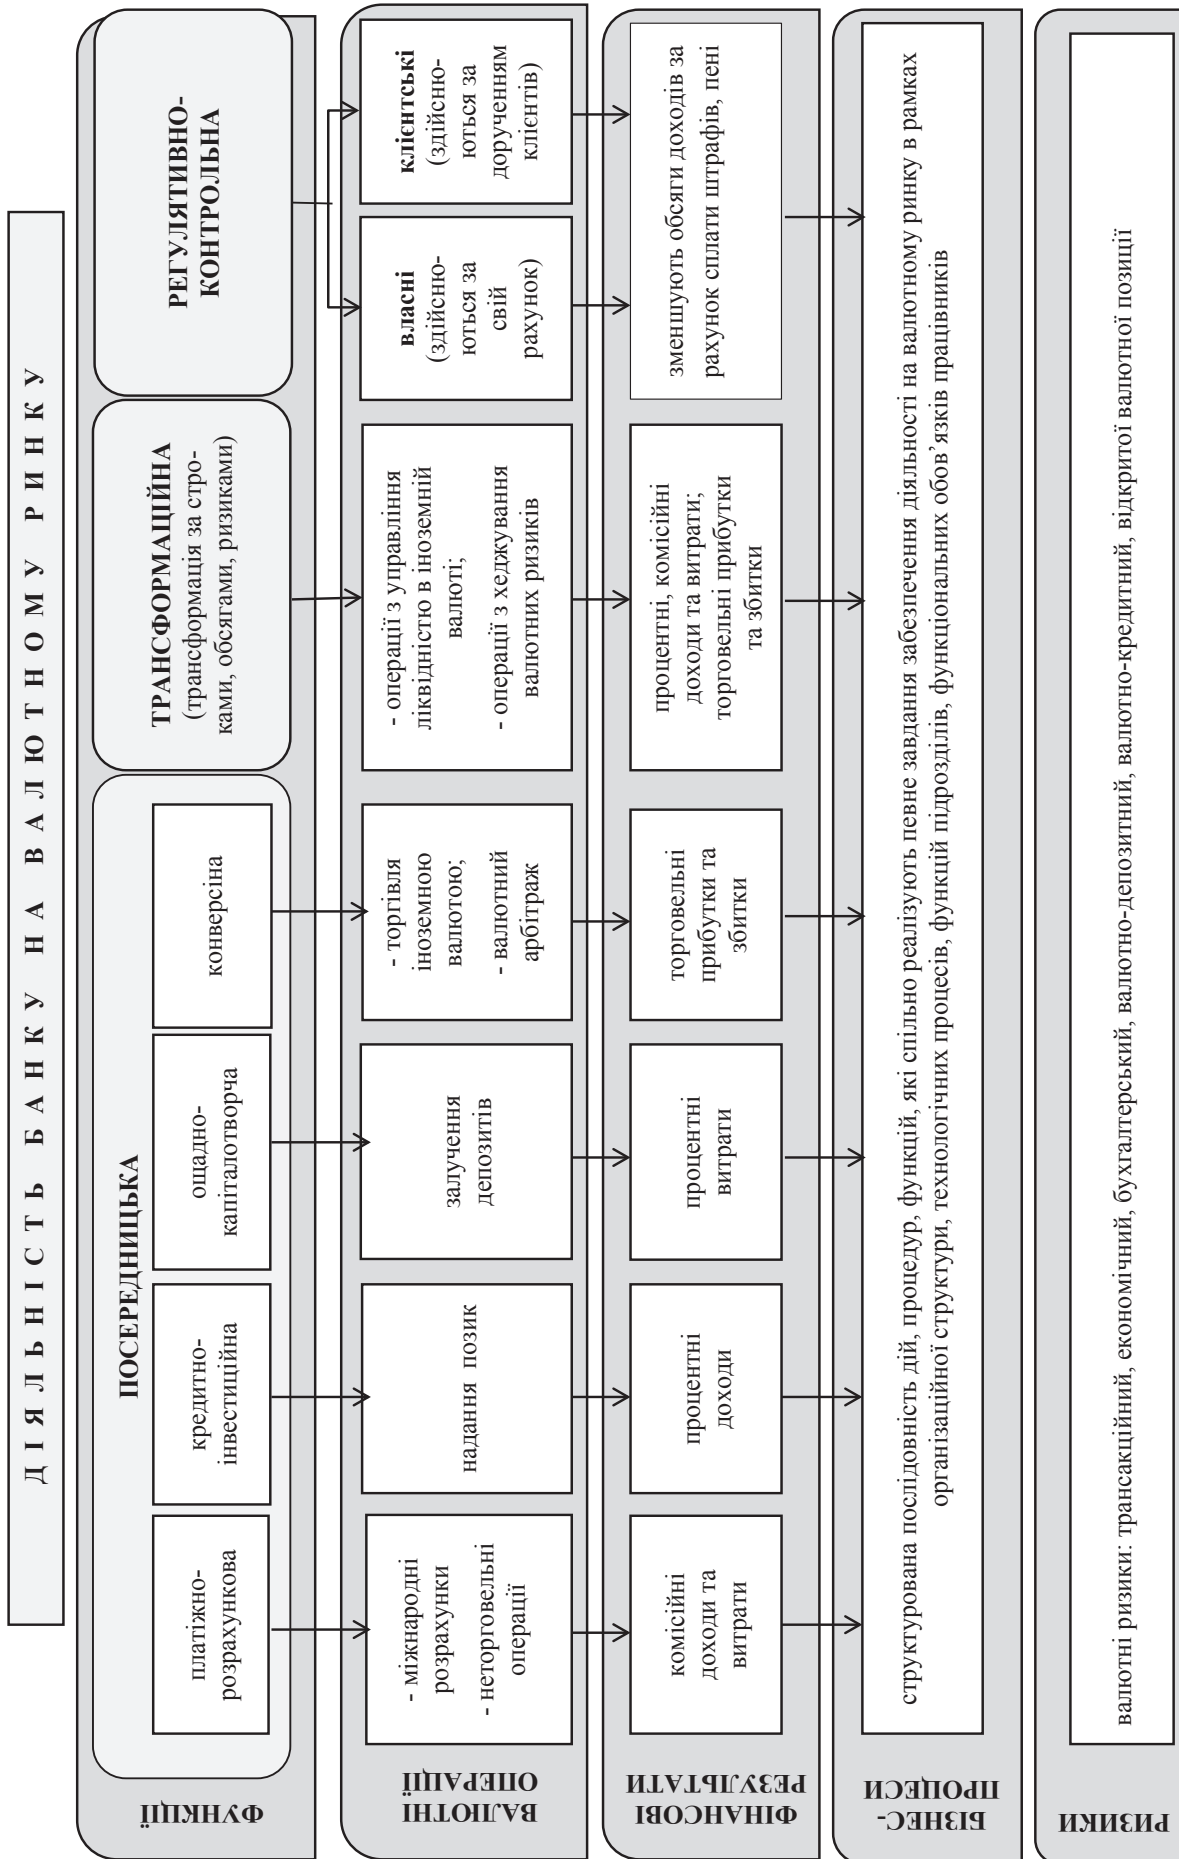 ДІЯЛЬНІСТЬ БАНКУ НА ВАЛЮТНОМУ РИНКУ
ФУНКЦІЇ
ПОСЕРЕДНИЦЬКА
платіжно-
розрахункова
кредитно-
інвестиційна
ощадно-
капіталотворча
конверсіна
ТРАНСФОРМАЦІЙНА
(трансформація за стро-
ками, обсягами, ризиками)
РЕГУЛЯТИВНО-
КОНТРОЛЬНА
ВАЛЮТНІ
ОПЕРАЦІЇ
- міжнародні
розрахунки
- неторговельні
операції
надання позик
залучення
депозитів
- торгівля
іноземною
валютою;
- валютний
арбітраж
- операції з управління
ліквідністю в іноземній
валюті;
- операції з хеджування
валютних ризиків
власні
(здійсню-
ються за
свій
рахунок)
клієнтські
(здійсню-
ються за
дорученням
клієнтів)
ФІНАНСОВІ
РЕЗУЛЬТАТИ
комісійні
доходи та
витрати
процентні
доходи
процентні
витрати
торговельні
прибутки та
збитки
процентні, комісійні
доходи та витрати;
торговельні прибутки
та збитки
зменшують обсяги доходів за
рахунок сплати штрафів, пені
БІЗНЕС-
ПРОЦЕСИ
структурована послідовність дій, процедур, функцій, які спільно реалізують певне завдання забезпечення діяльності на валютному ринку в рамках
організаційної структури, технологічних процесів, функцій підрозділів, функціональних обов’язків працівників
РИЗИКИ
валютні ризики: трансакційний, економічний, бухгалтерський, валютно-депозитний, валютно-кредитний, відкритої валютної позиції